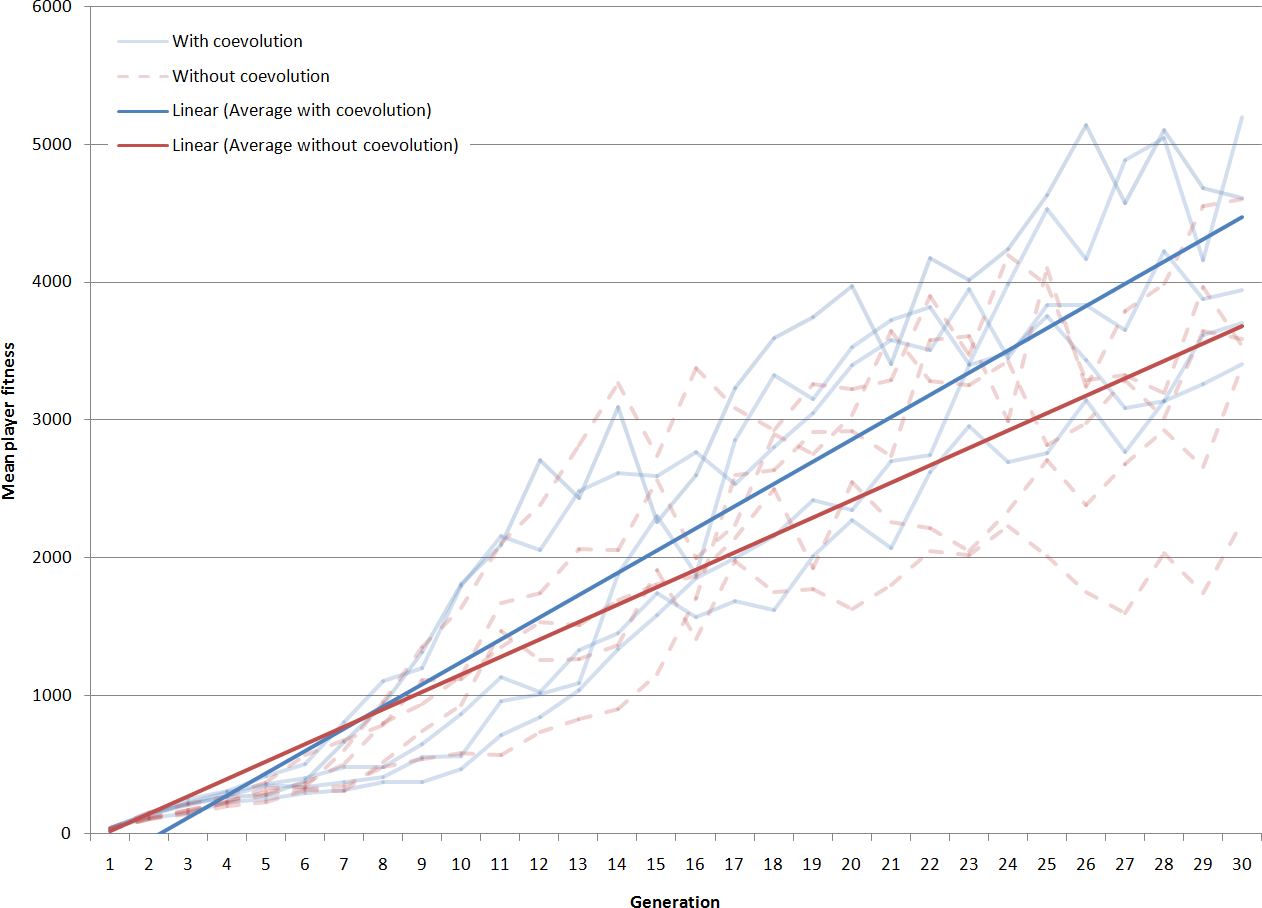 6000
5000
4000
3000
2000
1000
0
With coevolution
Without coevolution
Linear (Average with coevolution)
Linear (Average without coevolution)
Mean player fitness
1 2 3 4 5 6 7 8 9 10 11 12 13 14 15 16 17 18 19 20 21 22 23 24 25 26 27 28 29 30
Generation